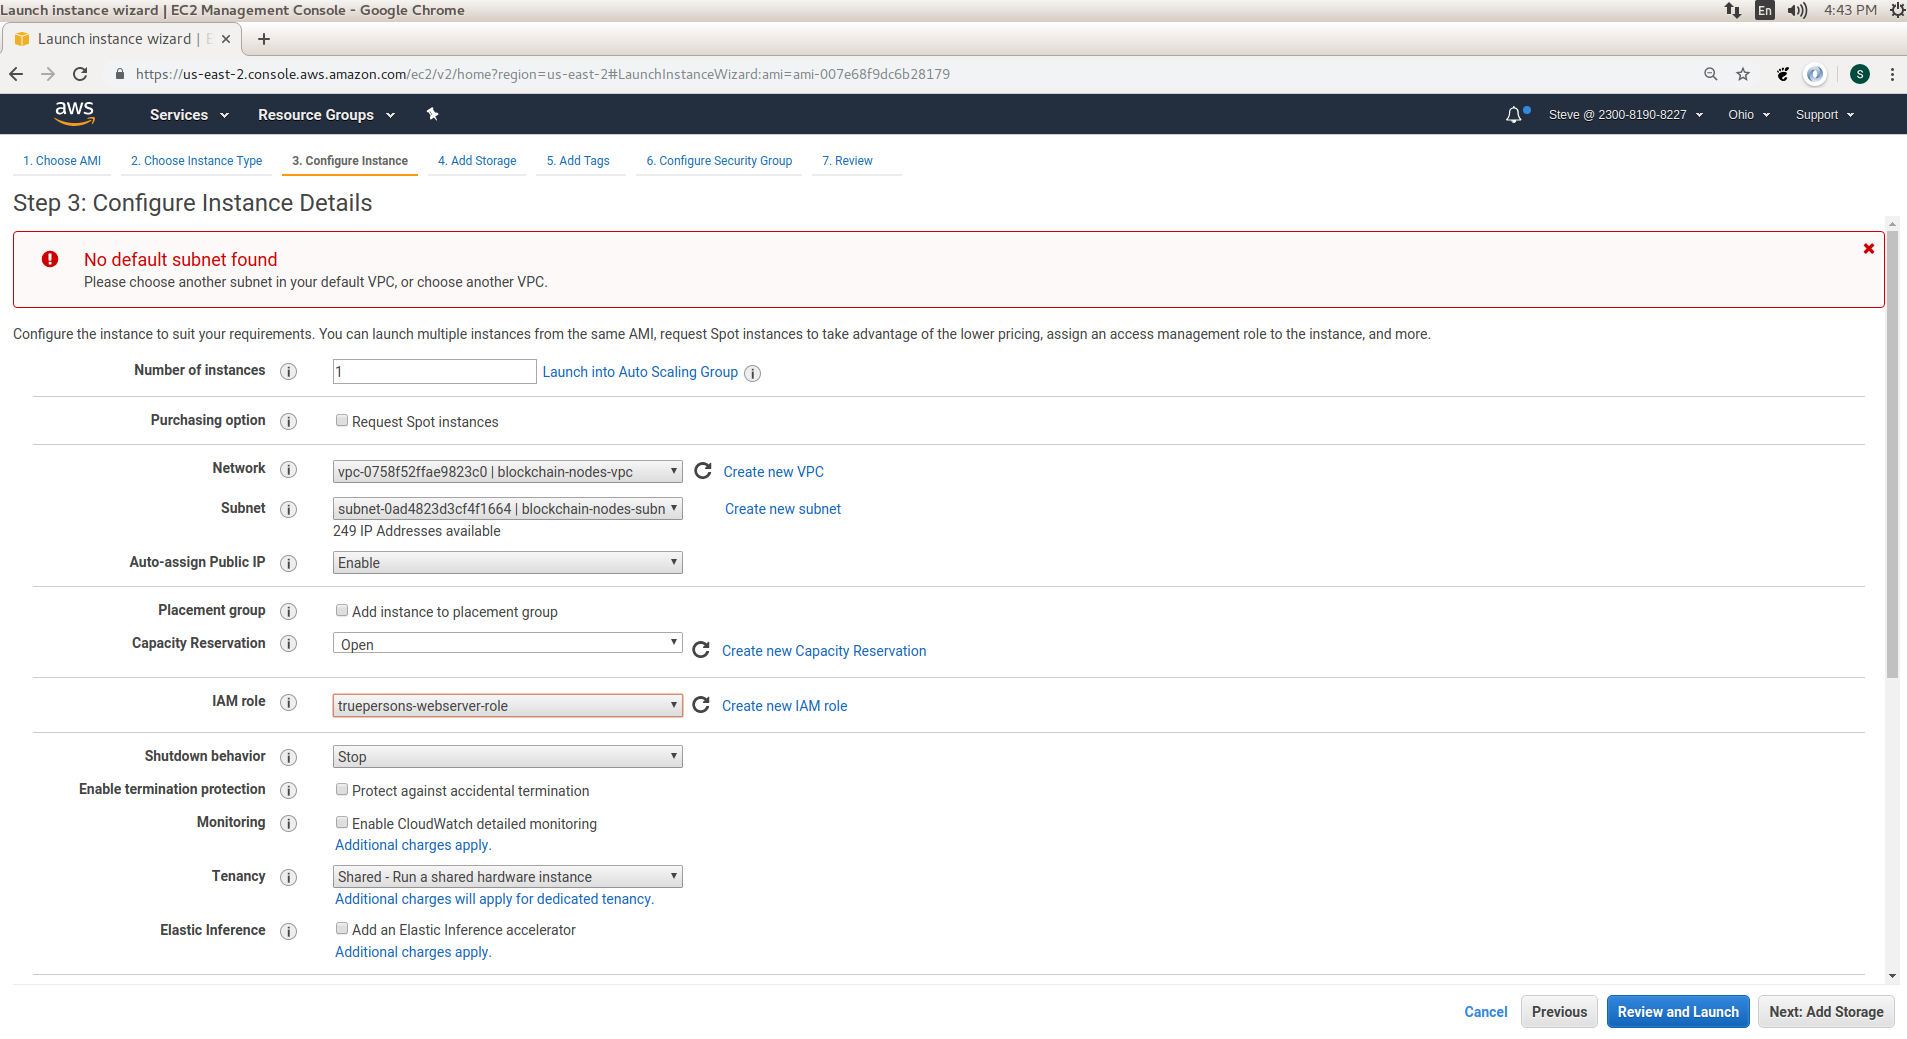 Launch instance wizard | EC2 Management Console - Google Chrome
En
4:43 PM
Launch instance wizard | E
https://us-east-2.console.aws.amazon.com/ec2/v2/home?region=us-east-2#LaunchInstanceWizard:ami=ami-007e68f9dc6b28179
S
aws
Services
Resource Groups
Steve @ 2300-8190-8227
Ohio
Support
1. Choose AMI
2. Choose Instance Type
3. Configure Instance
4. Add Storage
5. Add Tags
6. Configure Security Group
7. Review
Step 3: Configure Instance Details
No default subnet found
Please choose another subnet in your default VPC, or choose another VPC.
Configure the instance to suit your requirements. You can launch multiple instances from the same AMI, request Spot instances to take advantage of the lower pricing, assign an access management role to the instance, and more.
Number of instances
1
Launch into Auto Scaling Group
Purchasing option
Request Spot instances
Network
vpc-0758f52ffae9823c0 | blockchain-nodes-vpc
Create new VPC
Subnet
subnet-0ad4823d3cf4f1664 | blockchain-nodes-subn
Create new subnet
249 IP Addresses available
Auto-assign Public IP
Enable
Placement group
Add instance to placement group
Capacity Reservation
Open
Create new Capacity Reservation
IAM role
truepersons-webserver-role
Create new IAM role
Shutdown behavior
Stop
Enable termination protection
Protect against accidental termination
Monitoring
Enable CloudWatch detailed monitoring
Additional charges apply.
Tenancy
Shared - Run a shared hardware instance
Additional charges will apply for dedicated tenancy.
Elastic Inference
Add an Elastic Inference accelerator
Additional charges apply.
Cancel
Previous
Review and Launch
Next: Add Storage